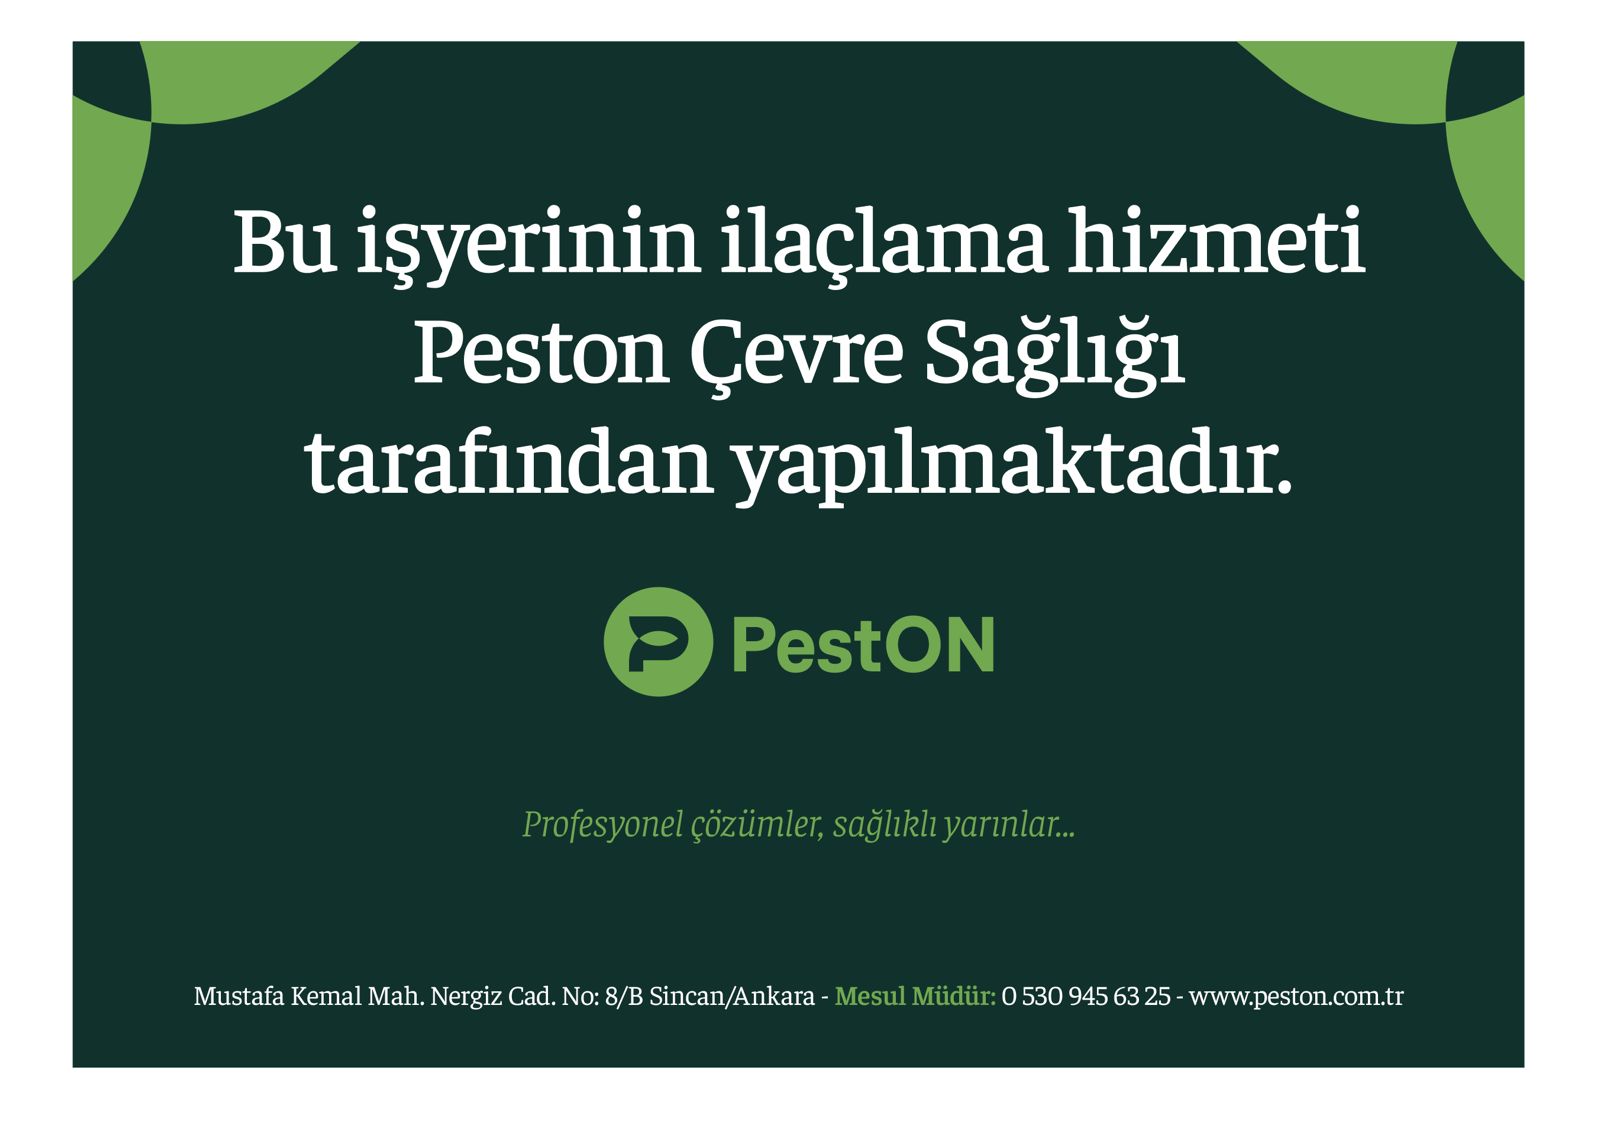 Bu işyerinin ilaçlama hizmeti
Peston Çevre Sağlığı
tarafından yapılmaktadır.
PestON
Profesyonel çözümler, sağlıklı yarınlar...
Mustafa Kemal Mah. Nergiz Cad. No: 8/B Sincan/Ankara - Mesul Müdür: 0 530 945 63 25 - www.peston.com.tr